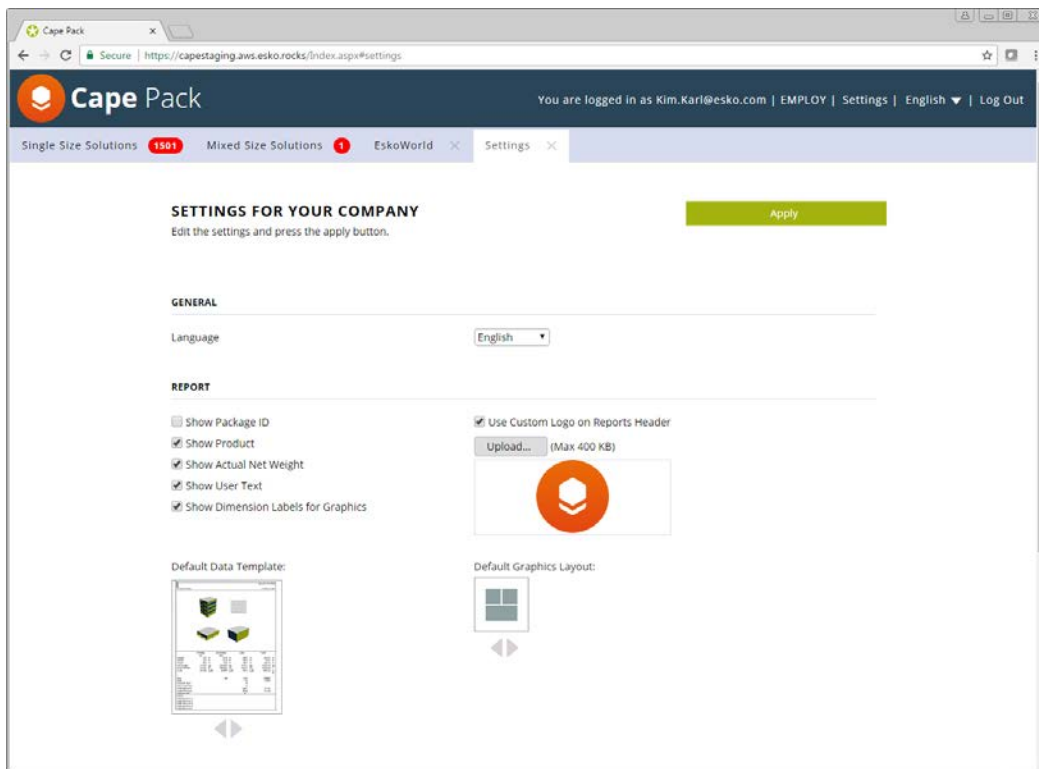 Cape Pack
Secure | https://capestaging.aws.esko.rocks/Index.aspx#settings
Cape Pack
You are logged in as Kim.Karl@esko.com | EMPLOY | Settings | English | Log Out
Single Size Solutions 1501 Mixed Size Solutions 1 EskoWorld Settings
SETTINGS FOR YOUR COMPANY
Apply
Edit the settings and press the apply button.
GENERAL
Language English
REPORT
Show Package ID Use Custom Logo on Reports Header
Show Product Upload... (Max 400 KB)
Show Actual Net Weight
Show User Text
Show Dimension Labels for Graphics
Default Data Template: Default Graphics Layout: